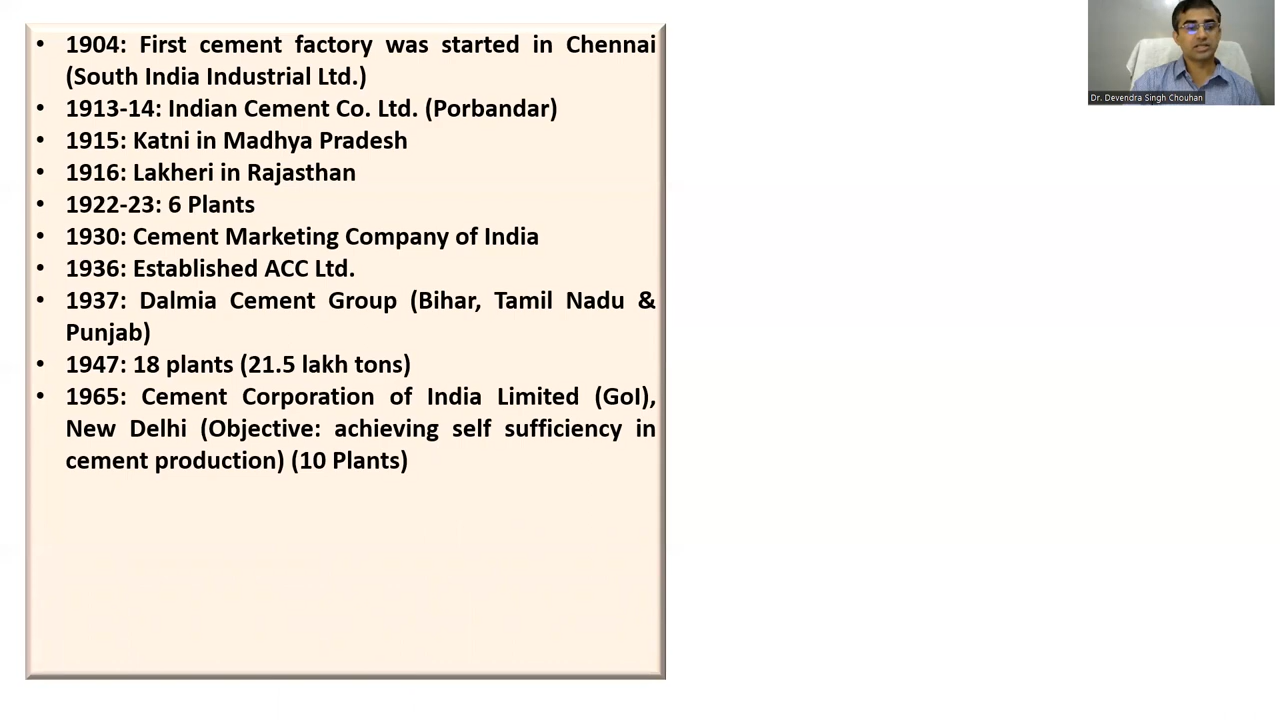 • 1904: First cement factory was started in Chennai
(South India Industrial Ltd.)
• 1913-14: Indian Cement Co. Ltd. (Porbandar)
• 1915: Katni in Madhya Pradesh
• 1916: Lakheri in Rajasthan
• 1922-23: 6 Plants
• 1930: Cement Marketing Company of India
• 1936: Established ACC Ltd.
• 1937: Dalmia Cement Group (Bihar, Tamil Nadu &
Punjab)
• 1947: 18 plants (21.5 lakh tons)
• 1965: Cement Corporation of India Limited (GoI),
New Delhi (Objective: achieving self sufficiency in
cement production) (10 Plants)
Dr. Devendra Singh Chouhan